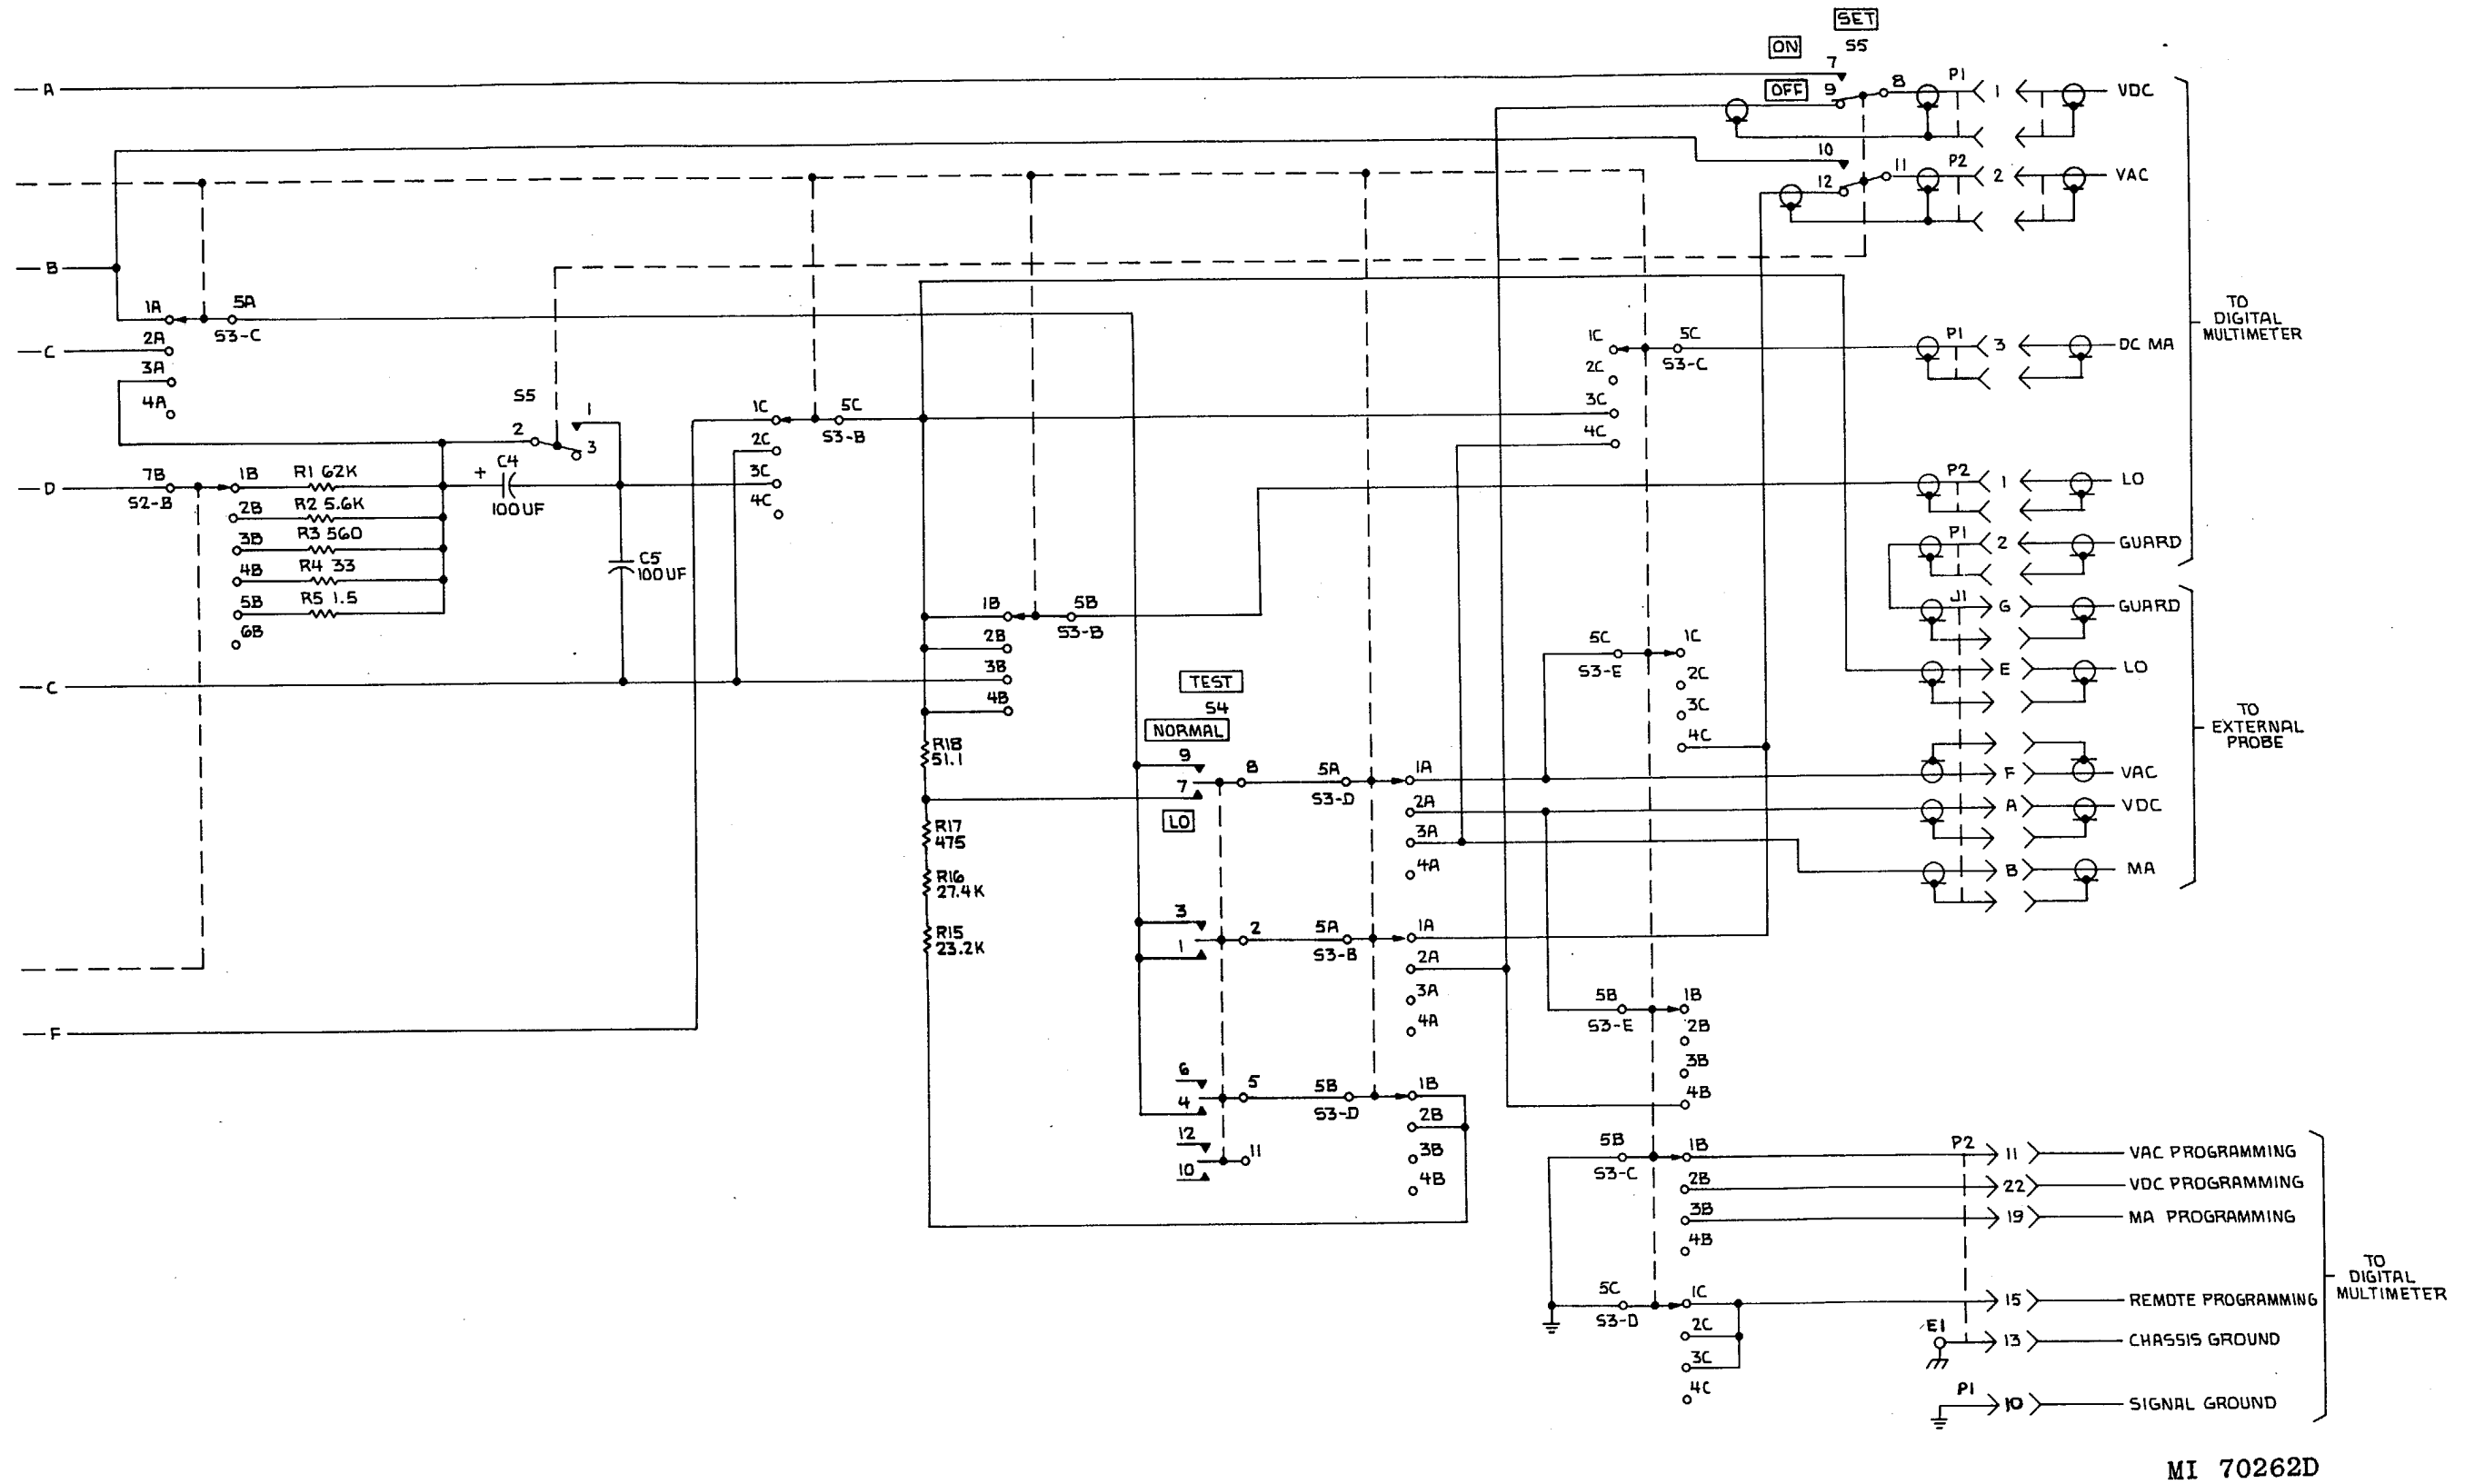 SET
ON
S5
7
A
OFF
9
8
P1
1
VDC
10
12
11
P2
2
VAC
B
1A
5A
S3-C
2A
C
3A
4A
TO
DIGITAL
MULTIMETER
1C
5C
S3-C
P1
3
DC MA
2C
3C
4C
S5
1
2
3
1C
5C
S3-B
2C
3C
4C
D
7B
S2-B
1B
R1 62K
+
C4
100UF
2B
R2 5.6K
3B
R3 560
4B
R4 33
5B
R5 1.5
6B
C5
100UF
P2
1
LO
P1
2
GUARD
J1
G
GUARD
1B
5B
S3-B
2B
3B
4B
C
5C
S3-E
1C
2C
3C
4C
E
LO
TO
EXTERNAL
PROBE
TEST
S4
NORMAL
R18
51.1
9
7
8
LO
5A
S3-D
1A
2A
3A
4A
F
VAC
A
VDC
B
MA
R17
475
R16
27.4K
R15
23.2K
3
1
2
5A
S3-B
1A
2A
3A
4A
F
5B
S3-E
1B
2B
3B
4B
6
4
5
5B
S3-D
1B
2B
3B
4B
12
10
11
5B
S3-C
1B
2B
3B
4B
P2
11
VAC PROGRAMMING
22
VDC PROGRAMMING
19
MA PROGRAMMING
TO
DIGITAL
MULTIMETER
5C
S3-D
1C
2C
3C
4C
15
REMOTE PROGRAMMING
E1
13
CHASSIS GROUND
P1
10
SIGNAL GROUND
MI 70262D